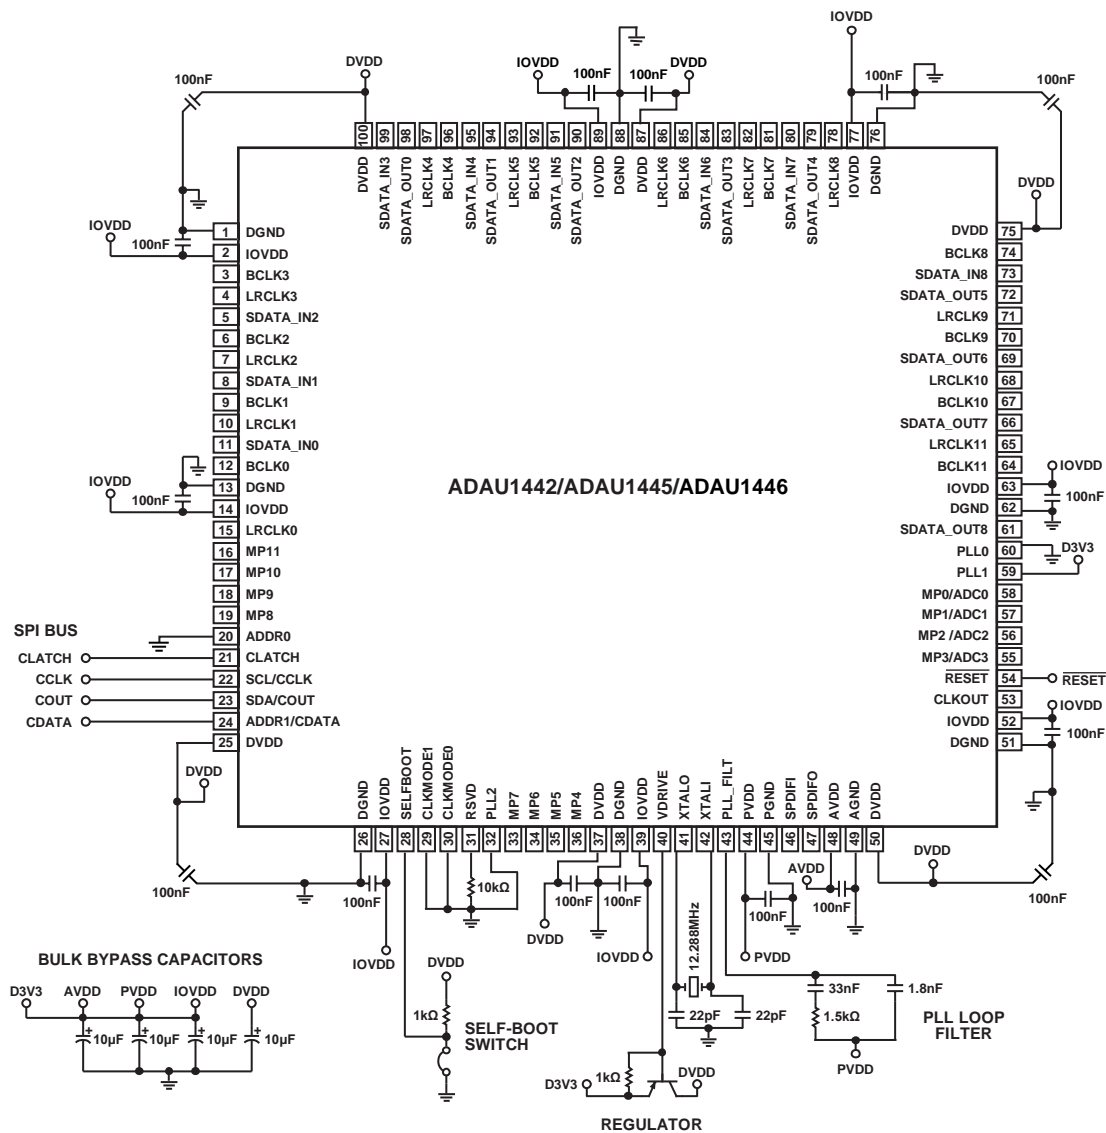 IOVDD
DVDD
100nF
IOVDD
100nF
100nF
DVDD
100nF
100nF
100
99
98
97
96
95
94
93
92
91
90
89
88
87
86
85
84
83
82
81
80
79
78
77
76
DVDD
SDATA_IN3
SDATA_OUT0
LRCLK4
BCLK4
SDATA_IN4
SDATA_OUT1
LRCLK5
BCLK5
SDATA_IN5
SDATA_OUT2
IOVDD
DGND
DVDD
LRCLK6
BCLK6
SDATA_IN6
SDATA_OUT3
LRCLK7
BCLK7
SDATA_IN7
SDATA_OUT4
LRCLK8
IOVDD
DGND
IOVDD
100nF
1 DGND
2 IOVDD
3 BCLK3
4 LRCLK3
5 SDATA_IN2
6 BCLK2
7 LRCLK2
8 SDATA_IN1
9 BCLK1
10 LRCLK1
11 SDATA_IN0
12 BCLK0
13 DGND
14 IOVDD
15 LRCLK0
16 MP11
17 MP10
18 MP9
19 MP8
20 ADDR0
21 CLATCH
22 SCL/CCLK
23 SDA/COUT
24 ADDR1/CDATA
25 DVDD
IOVDD
100nF
SPI BUS
CLATCH
CCLK
COUT
CDATA
ADAU1442/ADAU1445/ADAU1446
DVDD
DVDD 75
BCLK8 74
SDATA_IN8 73
SDATA_OUT5 72
LRCLK9 71
BCLK9 70
SDATA_OUT6 69
LRCLK10 68
BCLK10 67
SDATA_OUT7 66
LRCLK11 65
BCLK11 64
IOVDD 63
DGND 62
SDATA_OUT8 61
PLL0 60
PLL1 59
MP0/ADC0 58
MP1/ADC1 57
MP2 /ADC2 56
MP3/ADC3 55
RESET 54
CLKOUT 53
IOVDD 52
DGND 51
IOVDD
100nF
D3V3
RESET
IOVDD
100nF
DGND
IOVDD
SELFBOOT
CLKMODE1
CLKMODE0
RSVD
PLL2
MP7
MP6
MP5
MP4
DVDD
DGND
IOVDD
VDRIVE
XTALO
XTALI
PLL_FILT
PVDD
PGND
SPDIFI
SPDIFO
AVDD
AGND
DVDD
26
27
28
29
30
31
32
33
34
35
36
37
38
39
40
41
42
43
44
45
46
47
48
49
50
DVDD
100nF
100nF
IOVDD
10kΩ
100nF
100nF
DVDD
IOVDD
12.288MHz
100nF
PVDD
AVDD
100nF
DVDD
100nF
BULK BYPASS CAPACITORS
D3V3
AVDD
PVDD
IOVDD
DVDD
+
10µF
+
10µF
+
10µF
+
10µF
DVDD
1kΩ
SELF-BOOT
SWITCH
22pF
22pF
33nF
1.8nF
1.5kΩ
PVDD
PLL LOOP
FILTER
D3V3
1kΩ
DVDD
REGULATOR